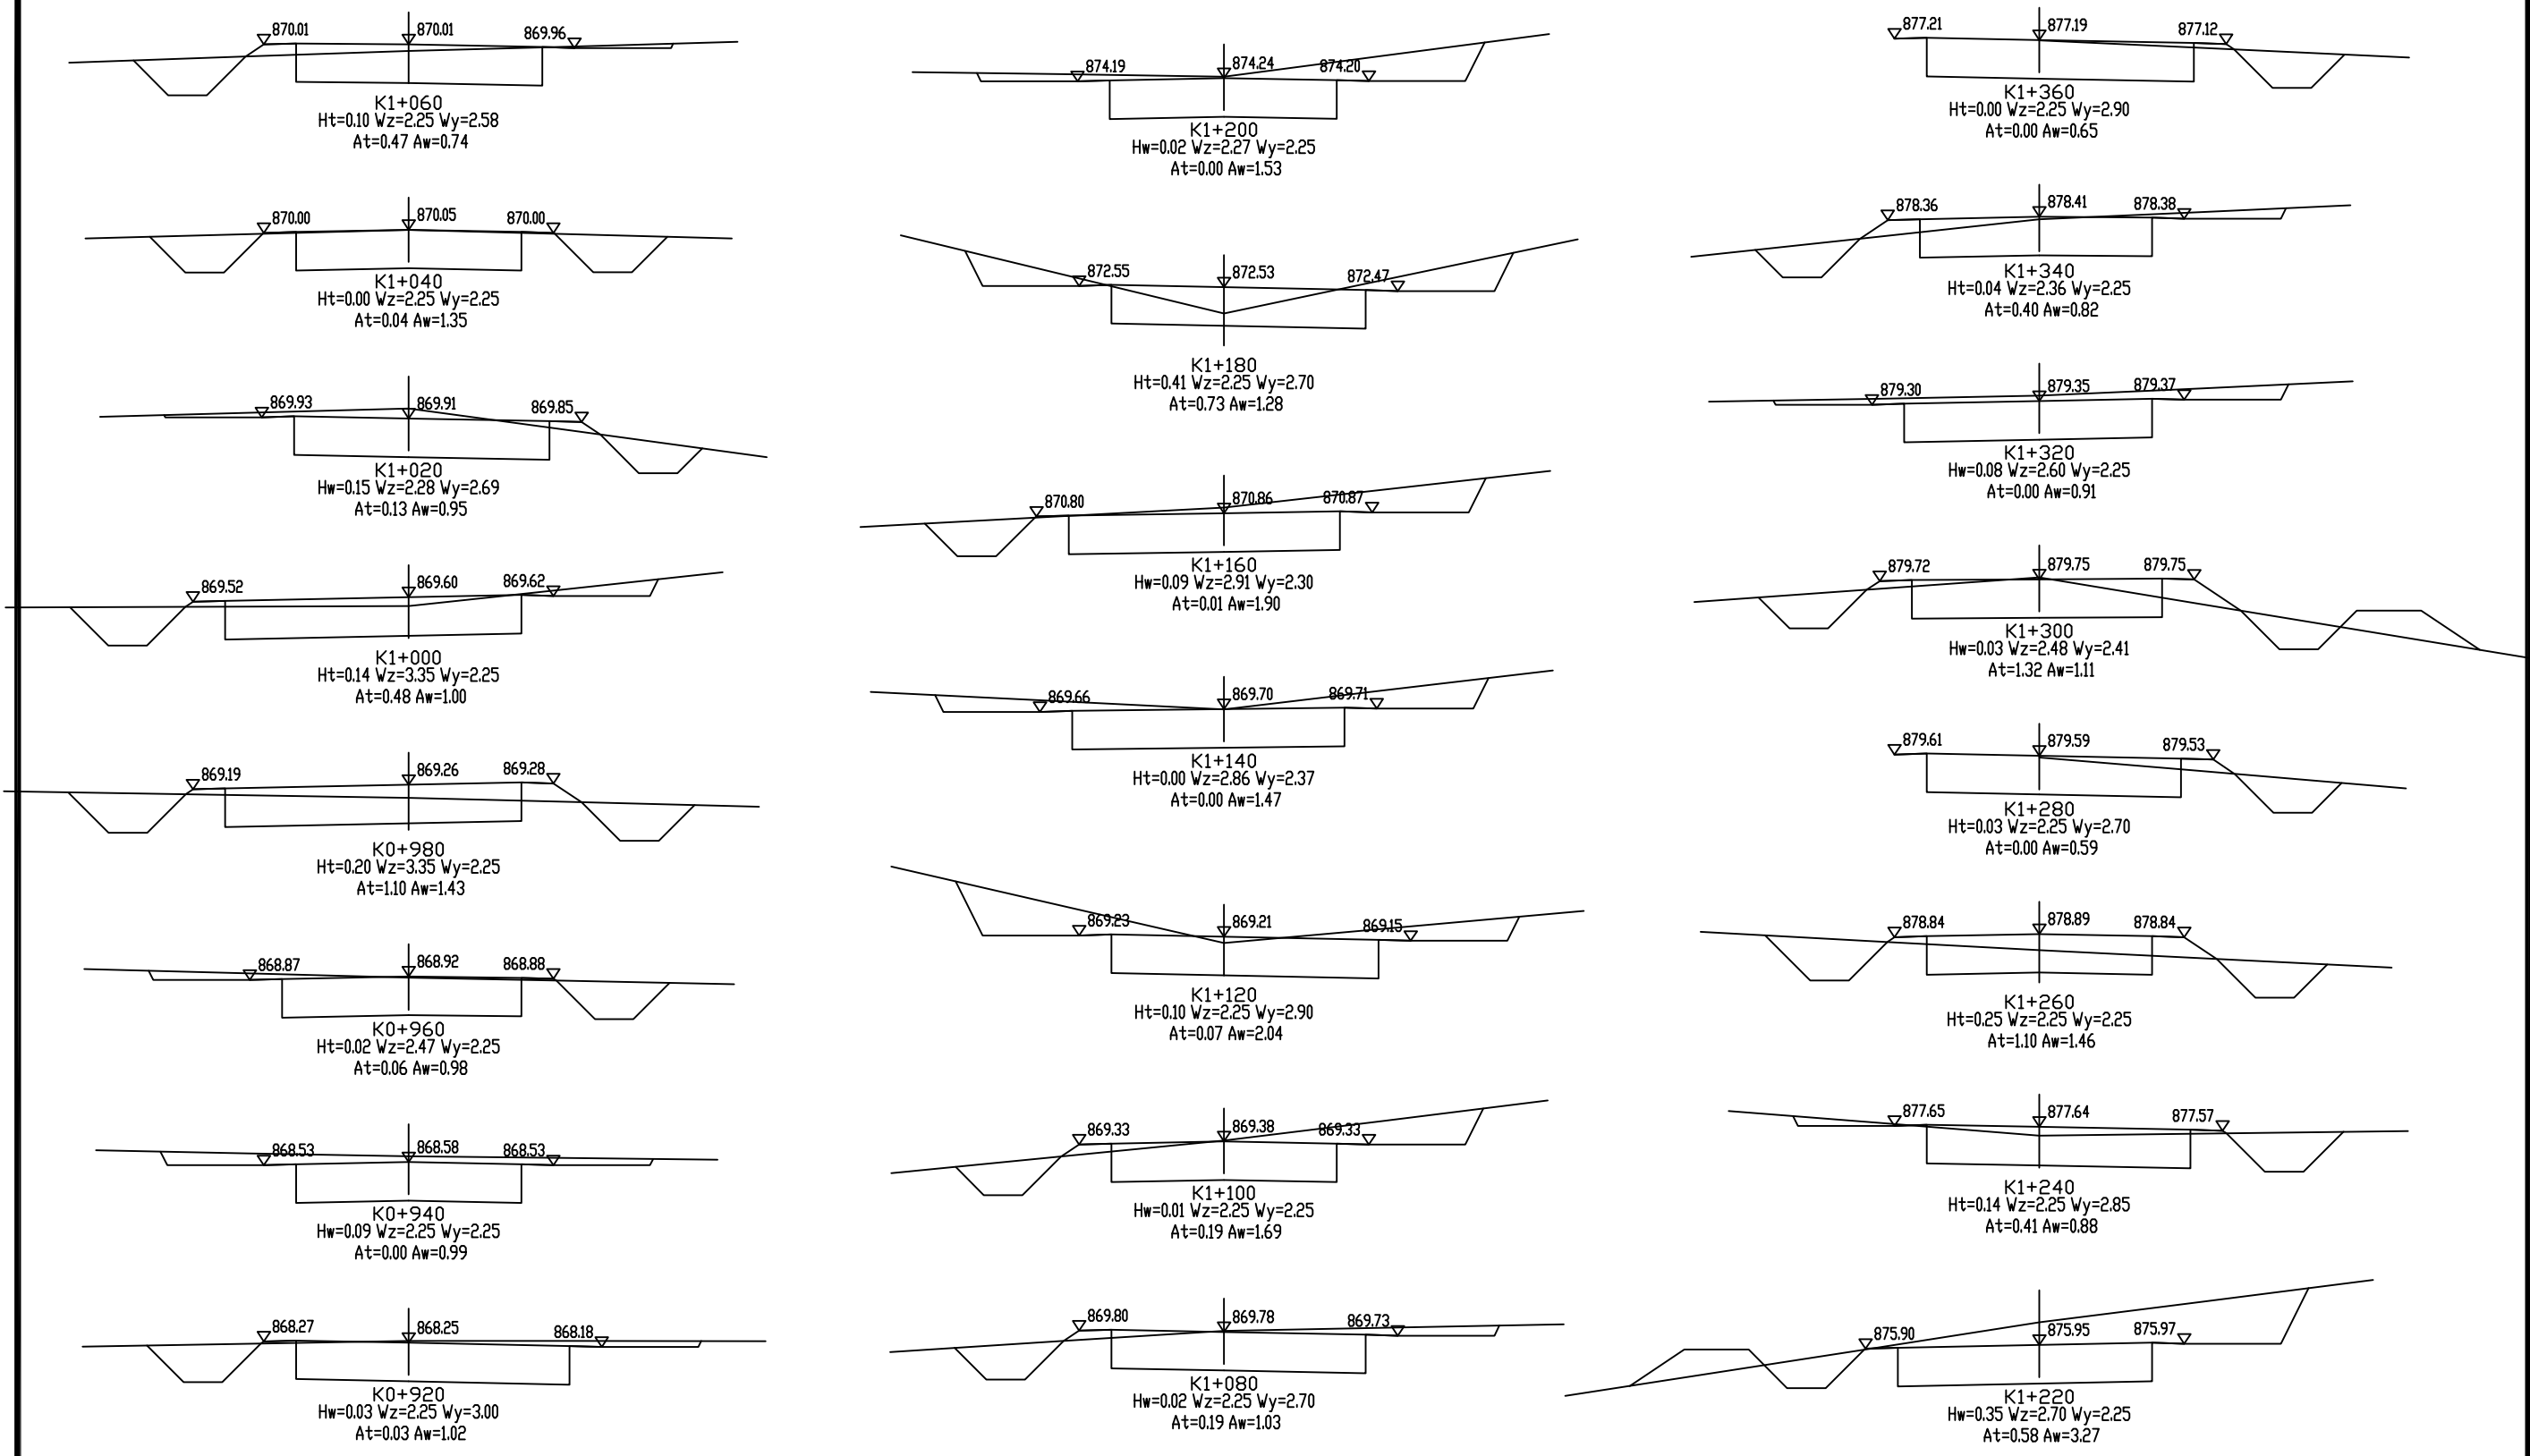 870.01 870.01 869.96
K1+060
Ht=0.10 Wz=2.25 Wy=2.58
At=0.47 Aw=0.74
870.00 870.05 870.00
K1+040
Ht=0.00 Wz=2.25 Wy=2.25
At=0.04 Aw=1.35
869.93 869.91 869.85
K1+020
Hw=0.15 Wz=2.28 Wy=2.69
At=0.13 Aw=0.95
869.52 869.60 869.62
K1+000
Ht=0.14 Wz=3.35 Wy=2.25
At=0.48 Aw=1.00
869.19 869.26 869.28
K0+980
Ht=0.20 Wz=3.35 Wy=2.25
At=1.10 Aw=1.43
868.87 868.92 868.88
K0+960
Ht=0.02 Wz=2.47 Wy=2.25
At=0.06 Aw=0.98
868.53 868.58 868.53
K0+940
Hw=0.09 Wz=2.25 Wy=2.25
At=0.00 Aw=0.99
868.27 868.25 868.18
K0+920
Hw=0.03 Wz=2.25 Wy=3.00
At=0.03 Aw=1.02
874.19 874.24 874.20
K1+200
Hw=0.02 Wz=2.27 Wy=2.25
At=0.00 Aw=1.53
872.55 872.53 872.47
K1+180
Ht=0.41 Wz=2.25 Wy=2.70
At=0.73 Aw=1.28
870.80 870.86 870.87
K1+160
Hw=0.09 Wz=2.91 Wy=2.30
At=0.01 Aw=1.90
869.66 869.70 869.71
K1+140
Ht=0.00 Wz=2.86 Wy=2.37
At=0.00 Aw=1.47
869.23 869.21 869.15
K1+120
Ht=0.10 Wz=2.25 Wy=2.90
At=0.07 Aw=2.04
869.33 869.38 869.33
K1+100
Hw=0.01 Wz=2.25 Wy=2.25
At=0.19 Aw=1.69
869.80 869.78 869.73
K1+080
Hw=0.02 Wz=2.25 Wy=2.70
At=0.19 Aw=1.03
877.21 877.19 877.12
K1+360
Ht=0.00 Wz=2.25 Wy=2.90
At=0.00 Aw=0.65
878.36 878.41 878.38
K1+340
Ht=0.04 Wz=2.36 Wy=2.25
At=0.40 Aw=0.82
879.30 879.35 879.37
K1+320
Hw=0.08 Wz=2.60 Wy=2.25
At=0.00 Aw=0.91
879.72 879.75 879.75
K1+300
Hw=0.03 Wz=2.48 Wy=2.41
At=1.32 Aw=1.11
879.61 879.59 879.53
K1+280
Ht=0.03 Wz=2.25 Wy=2.70
At=0.00 Aw=0.59
878.84 878.89 878.84
K1+260
Ht=0.25 Wz=2.25 Wy=2.25
At=1.10 Aw=1.46
877.65 877.64 877.57
K1+240
Ht=0.14 Wz=2.25 Wy=2.85
At=0.41 Aw=0.88
875.90 875.95 875.97
K1+220
Hw=0.35 Wz=2.70 Wy=2.25
At=0.58 Aw=3.27